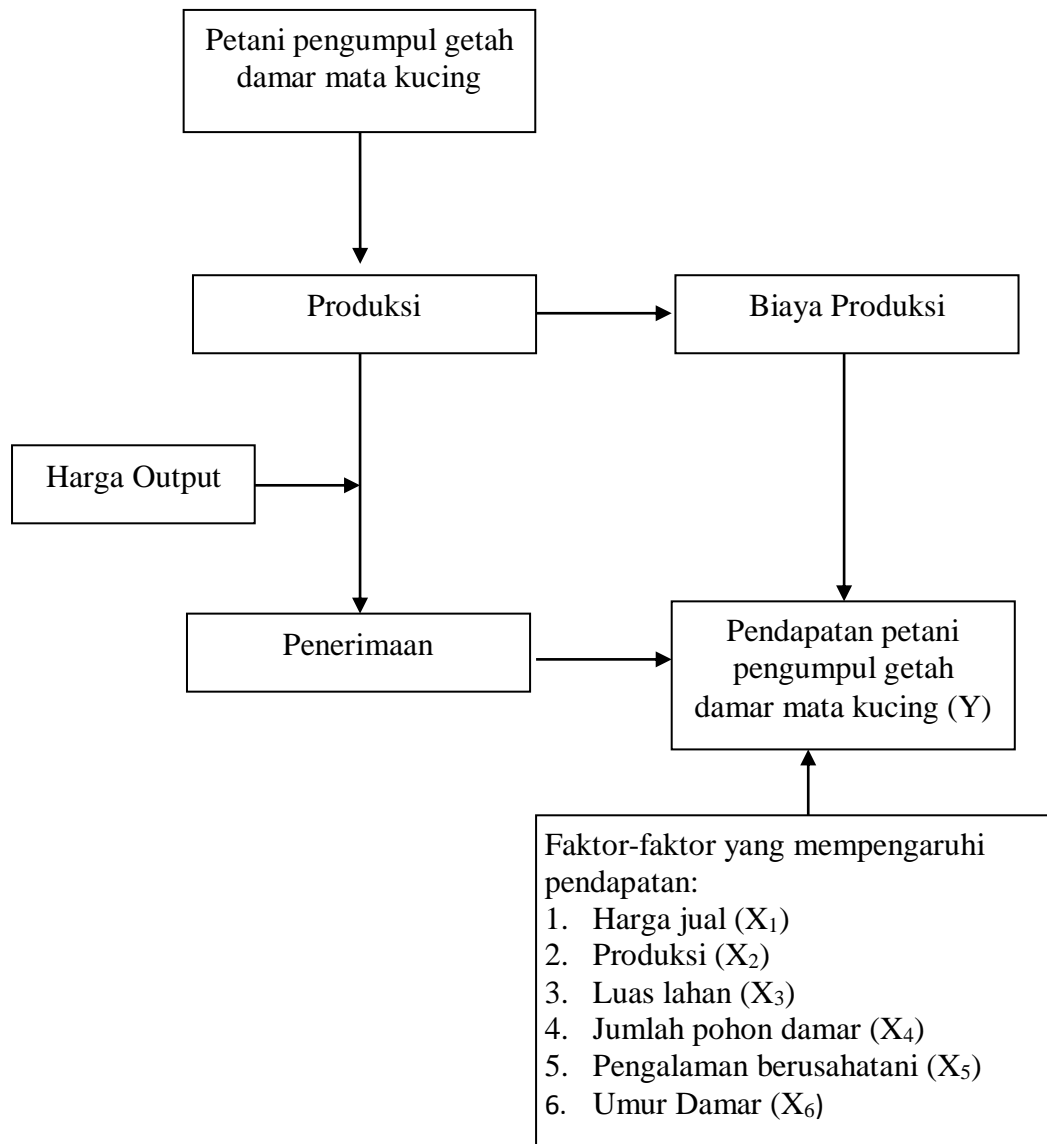 Petani pengumpul getah
damar mata kucing
Produksi
Biaya Produksi
Harga Output
Penerimaan
Pendapatan petani
pengumpul getah
damar mata kucing (Y)
Faktor-faktor yang mempengaruhi
pendapatan:
1. Harga jual (X₁)
2. Produksi (X₂)
3. Luas lahan (X₃)
4. Jumlah pohon damar (X₄)
5. Pengalaman berusahatani (X₅)
6. Umur Damar (X₆)